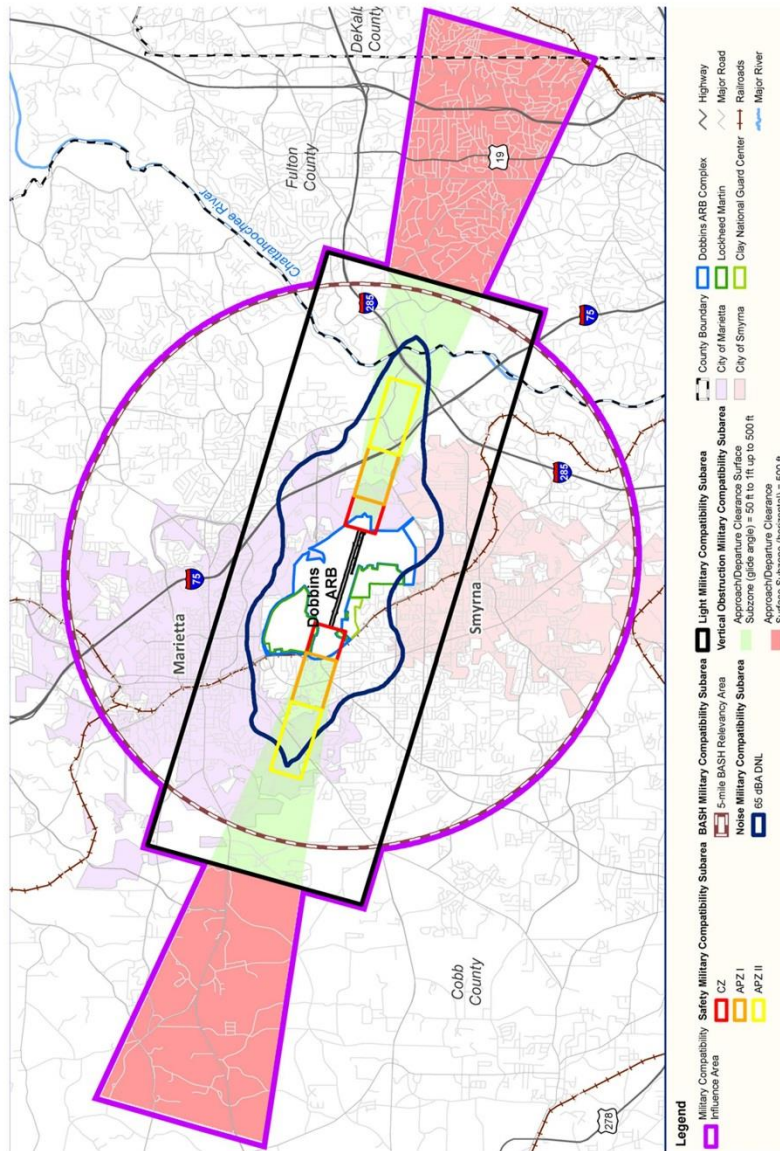 DeKalb
County
Fulton
County
Chattahoochee River
19
285
75
75
Marietta
Dobbins
ARB
Smyrna
285
Cobb
County
278
Legend
Military Compatibility
Influence Area
Safety Military Compatibility Subarea
CZ
APZ I
APZ II
BASH Military Compatibility Subarea
5-mile BASH Relevancy Area
Noise Military Compatibility Subarea
65 dBA DNL
Light Military Compatibility Subarea
Vertical Obstruction Military Compatibility Subarea
Approach/Departure Clearance Surface
Subzone (glide angle) = 50 ft to 1ft up to 500 ft
Approach/Departure Clearance
County Boundary
City of Marietta
City of Smyrna
Dobbins ARB Complex
Lockheed Martin
Clay National Guard Center
Highway
Major Road
Railroads
Major River